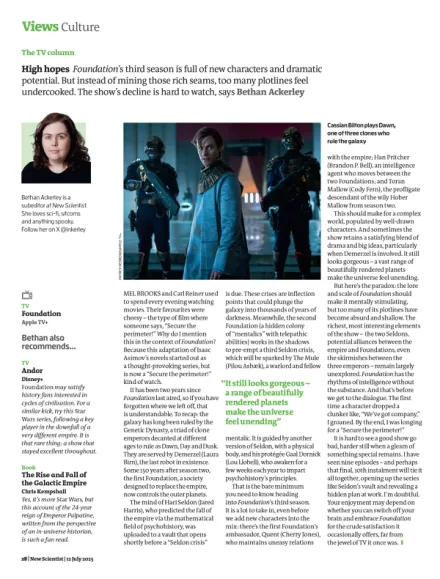 Views Culture
The TV column
High hopes Foundation's third season is full of new characters and dramatic
potential. But instead of mining those rich seams, too many plotlines feel
undercooked. The show's decline is hard to watch, says Bethan Ackerley
Bethan Ackerley is a
subeditor at New Scientist
She loves sci-fi, sitcoms
and anything spooky.
Follow her on X @inkerley
TV
Foundation
Apple TV+
Bethan also
recommends...
TV
Andor
Disney+
Foundation may satisfy
history fans interested in
cycles of civilisation. For a
similar kick, try this Star
Wars series, following a key
player in the downfall of a
very different empire. It is
that rare thing: a show that
stayed excellent throughout.
Book
The Rise and Fall of
the Galactic Empire
Chris Kempshall
Yes, it's more Star Wars, but
this account of the 24-year
reign of Emperor Palpatine,
written from the perspective
of an in-universe historian,
is such a fun read.
MEL BROOKS and Carl Reiner used
to spend every evening watching
movies. Their favourites were
cheesy – the type of film where
someone says, "Secure the
perimeter!" Why do I mention
this in the context of Foundation?
Because this adaptation of Isaac
Asimov's novels started out as
a thought-provoking series, but
is now a "Secure the perimeter!"
kind of watch.
It has been two years since
Foundation last aired, so if you have
forgotten where we left off, that
is understandable. To recap: the
galaxy has long been ruled by the
Genetic Dynasty, a triad of clone
emperors decanted at different
ages to rule as Dawn, Day and Dusk.
They are served by Demerzel (Laura
Birn), the last robot in existence.
Some 150 years after season two,
the first Foundation, a society
designed to replace the empire,
now controls the outer planets.
The mind of Hari Seldon (Jared
Harris), who predicted the fall of
the empire via the mathematical
field of psychohistory, was
uploaded to a vault that opens
shortly before a "Seldon crisis"
is due. These crises are inflection
points that could plunge the
galaxy into thousands of years of
darkness. Meanwhile, the second
Foundation (a hidden colony
of "mentalics" with telepathic
abilities) works in the shadows
to pre-empt a third Seldon crisis,
which will be sparked by The Mule
(Pilou Asbæk), a warlord and fellow
"It still looks gorgeous –
a range of beautifully
rendered planets
make the universe
feel unending"
mentalic. It is guided by another
version of Seldon, with a physical
body, and his protégée Gaal Dornick
(Lou Llobell), who awaken for a
few weeks each year to impart
psychohistory's principles.
That is the bare minimum
you need to know heading
into Foundation's third season.
It is a lot to take in, even before
we add new characters into the
mix: there's the first Foundation's
ambassador, Quent (Cherry Jones),
who maintains uneasy relations
Cassian Bilton plays Dawn,
one of three clones who
rule the galaxy
with the empire; Han Pritcher
(Brandon P. Bell), an intelligence
agent who moves between the
two Foundations; and Toran
Mallow (Cody Fern), the profligate
descendant of the wily Hober
Mallow from season two.
This should make for a complex
world, populated by well-drawn
characters. And sometimes the
show retains a satisfying blend of
drama and big ideas, particularly
when Demerzel is involved. It still
looks gorgeous – a vast range of
beautifully rendered planets
make the universe feel unending.
But here's the paradox: the lore
and scale of Foundation should
make it mentally stimulating,
but too many of its plotlines have
become absurd and shallow. The
richest, most interesting elements
of the show – the two Seldons,
potential alliances between the
empire and Foundation, even
the skirmishes between the
three emperors – remain largely
unexplored. Foundation has the
rhythms of intelligence without
the substance. And that's before
we get to the dialogue. The first
time a character dropped a
clunker like, "We've got company,"
I groaned. By the end, I was longing
for a "Secure the perimeter!"
It is hard to see a good show go
bad, harder still when a gleam of
something special remains. I have
seen nine episodes – and perhaps
that final, 10th instalment will tie it
all together, opening up the series
like Seldon's vault and revealing a
hidden plan at work. I'm doubtful.
Your enjoyment may depend on
whether you can switch off your
brain and embrace Foundation
for the crude satisfaction it
occasionally offers, far from
the jewel of TV it once was.
28 | New Scientist | 12 July 2025